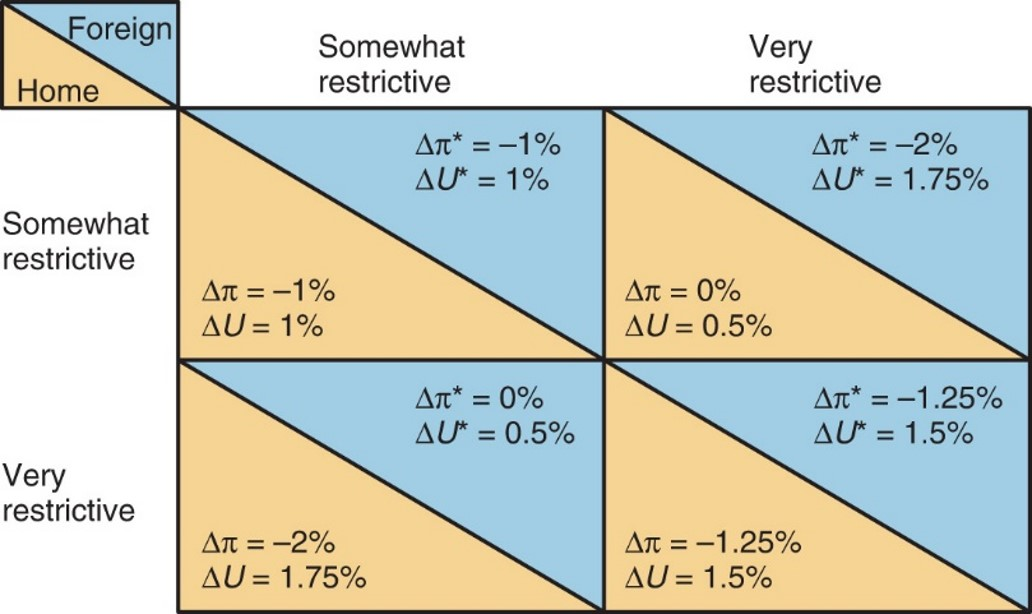 Foreign
Home
Somewhat
restrictive
Very
restrictive
Somewhat
restrictive
Δπ* = –1%
ΔU* = 1%
Δπ = –1%
ΔU = 1%
Δπ* = –2%
ΔU* = 1.75%
Δπ = 0%
ΔU = 0.5%
Very
restrictive
Δπ* = 0%
ΔU* = 0.5%
Δπ = –2%
ΔU = 1.75%
Δπ* = –1.25%
ΔU* = 1.5%
Δπ = –1.25%
ΔU = 1.5%